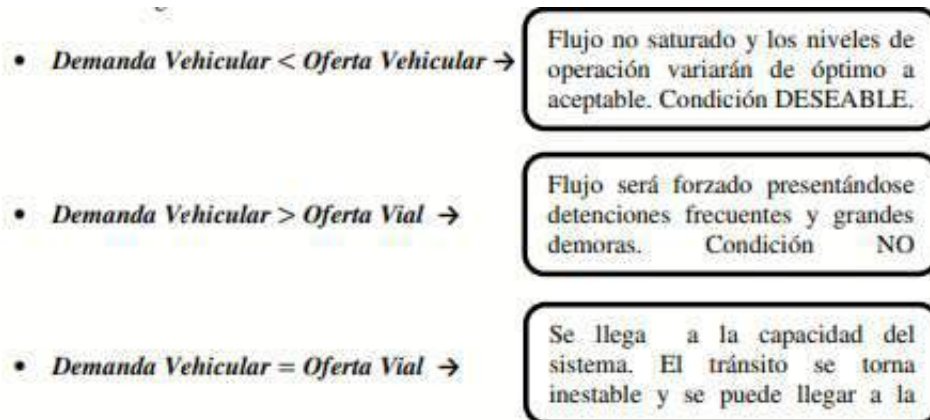 • Demanda Vehicular < Oferta Vehicular →
Flujo no saturado y los niveles de
operación variarán de óptimo a
aceptable. Condición DESEABLE.
• Demanda Vehicular > Oferta Vial →
Flujo será forzado presentándose
detenciones frecuentes y grandes
demoras. Condición NO
• Demanda Vehicular = Oferta Vial →
Se llega a la capacidad del
sistema. El tránsito se torna
inestable y se puede llegar a la